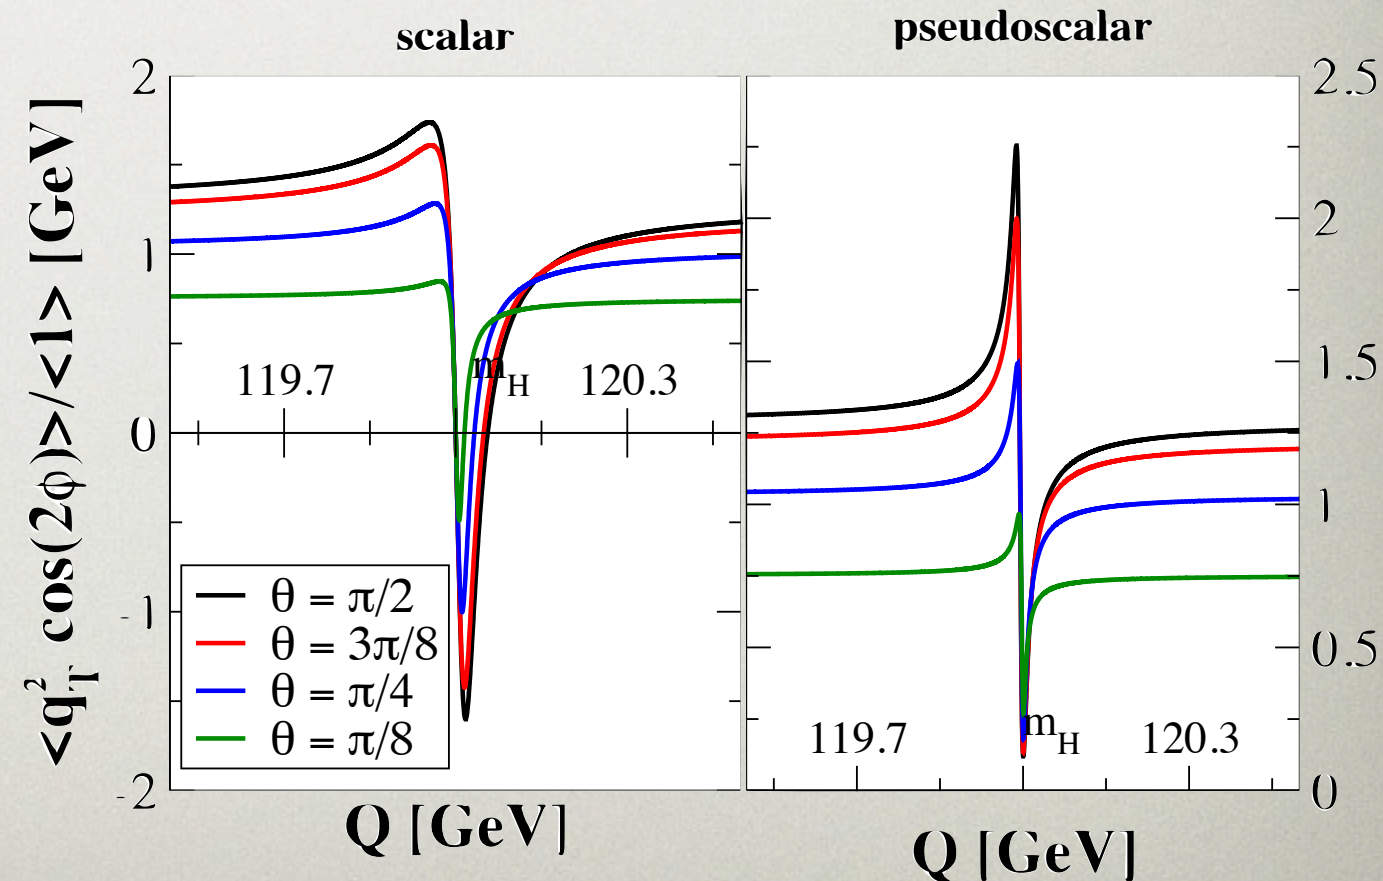 scalar
pseudoscalar
<q_T^2 cos(2φ)>/<1> [GeV]
2
1
0
-1
-2
119.7
m_H
120.3
θ = π/2
θ = 3π/8
θ = π/4
θ = π/8
Q [GeV]
2.5
2
1.5
1
0.5
0
119.7
m_H
120.3
Q [GeV]